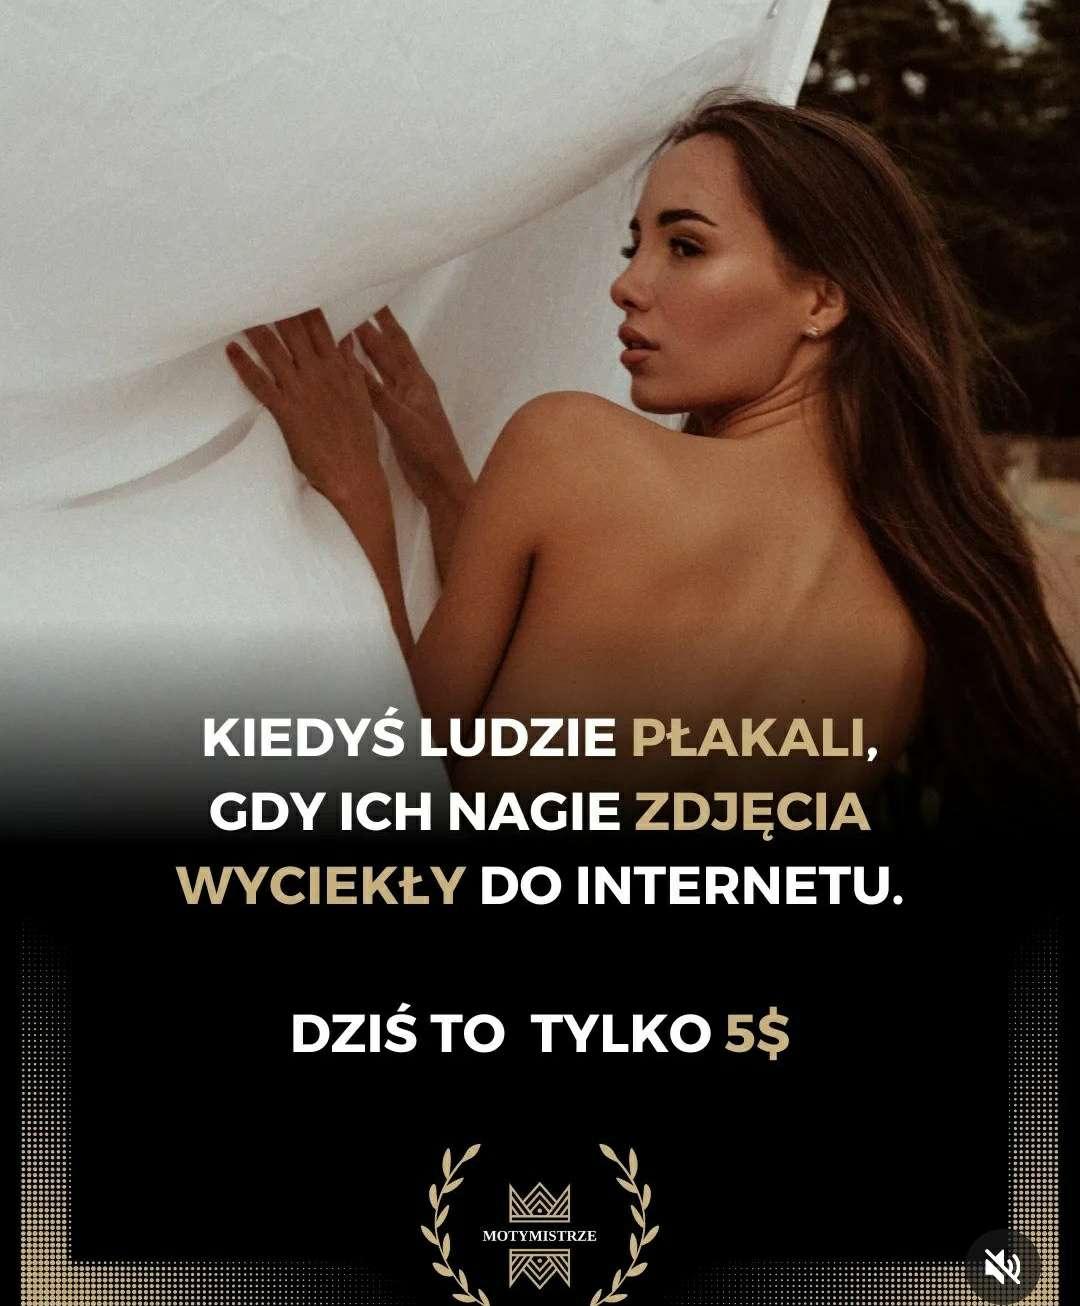 KIEDYŚ LUDZIE PŁAKALI,
GDY ICH NAGIE ZDJĘCIA
WYCIEKŁY DO INTERNETU.
DZIŚ TO TYLKO 5$
MOTYMISTRZE